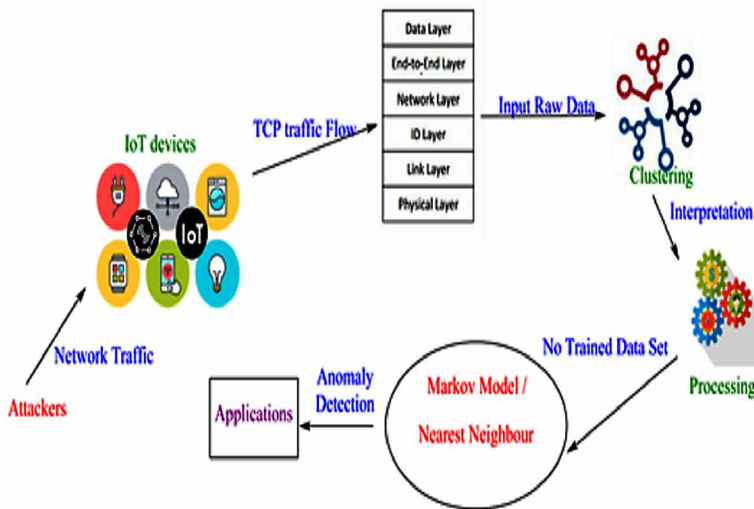 Data Layer
End-to-End Layer
Network Layer
ID Layer
Link Layer
Physical Layer
TCP traffic Flow
Input Raw Data
IoT devices
IoT
Clustering
Interpretation
Network Traffic
Attackers
No Trained Data Set
Processing
Anomaly
Detection
Applications
Markov Model /
Nearest Neighbour